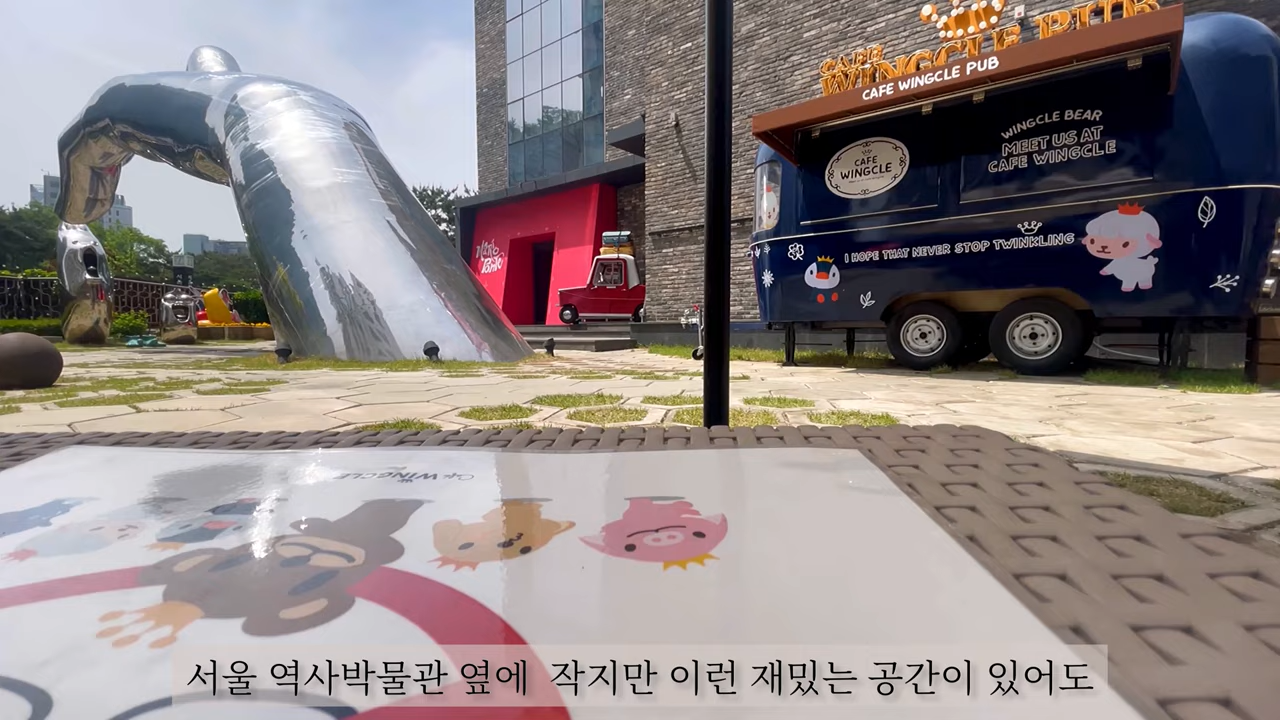 CAFE
WINGCLE PUB
CAFE WINGCLE PUB
CAFE
WINGCLE
WINGCLE BEAR
MEET US AT
CAFE WINGCLE
I HOPE THAT NEVER STOP TWINKLING
WINGCLE
서울 역사박물관 옆에 작지만 이런 재밌는 공간이 있어도